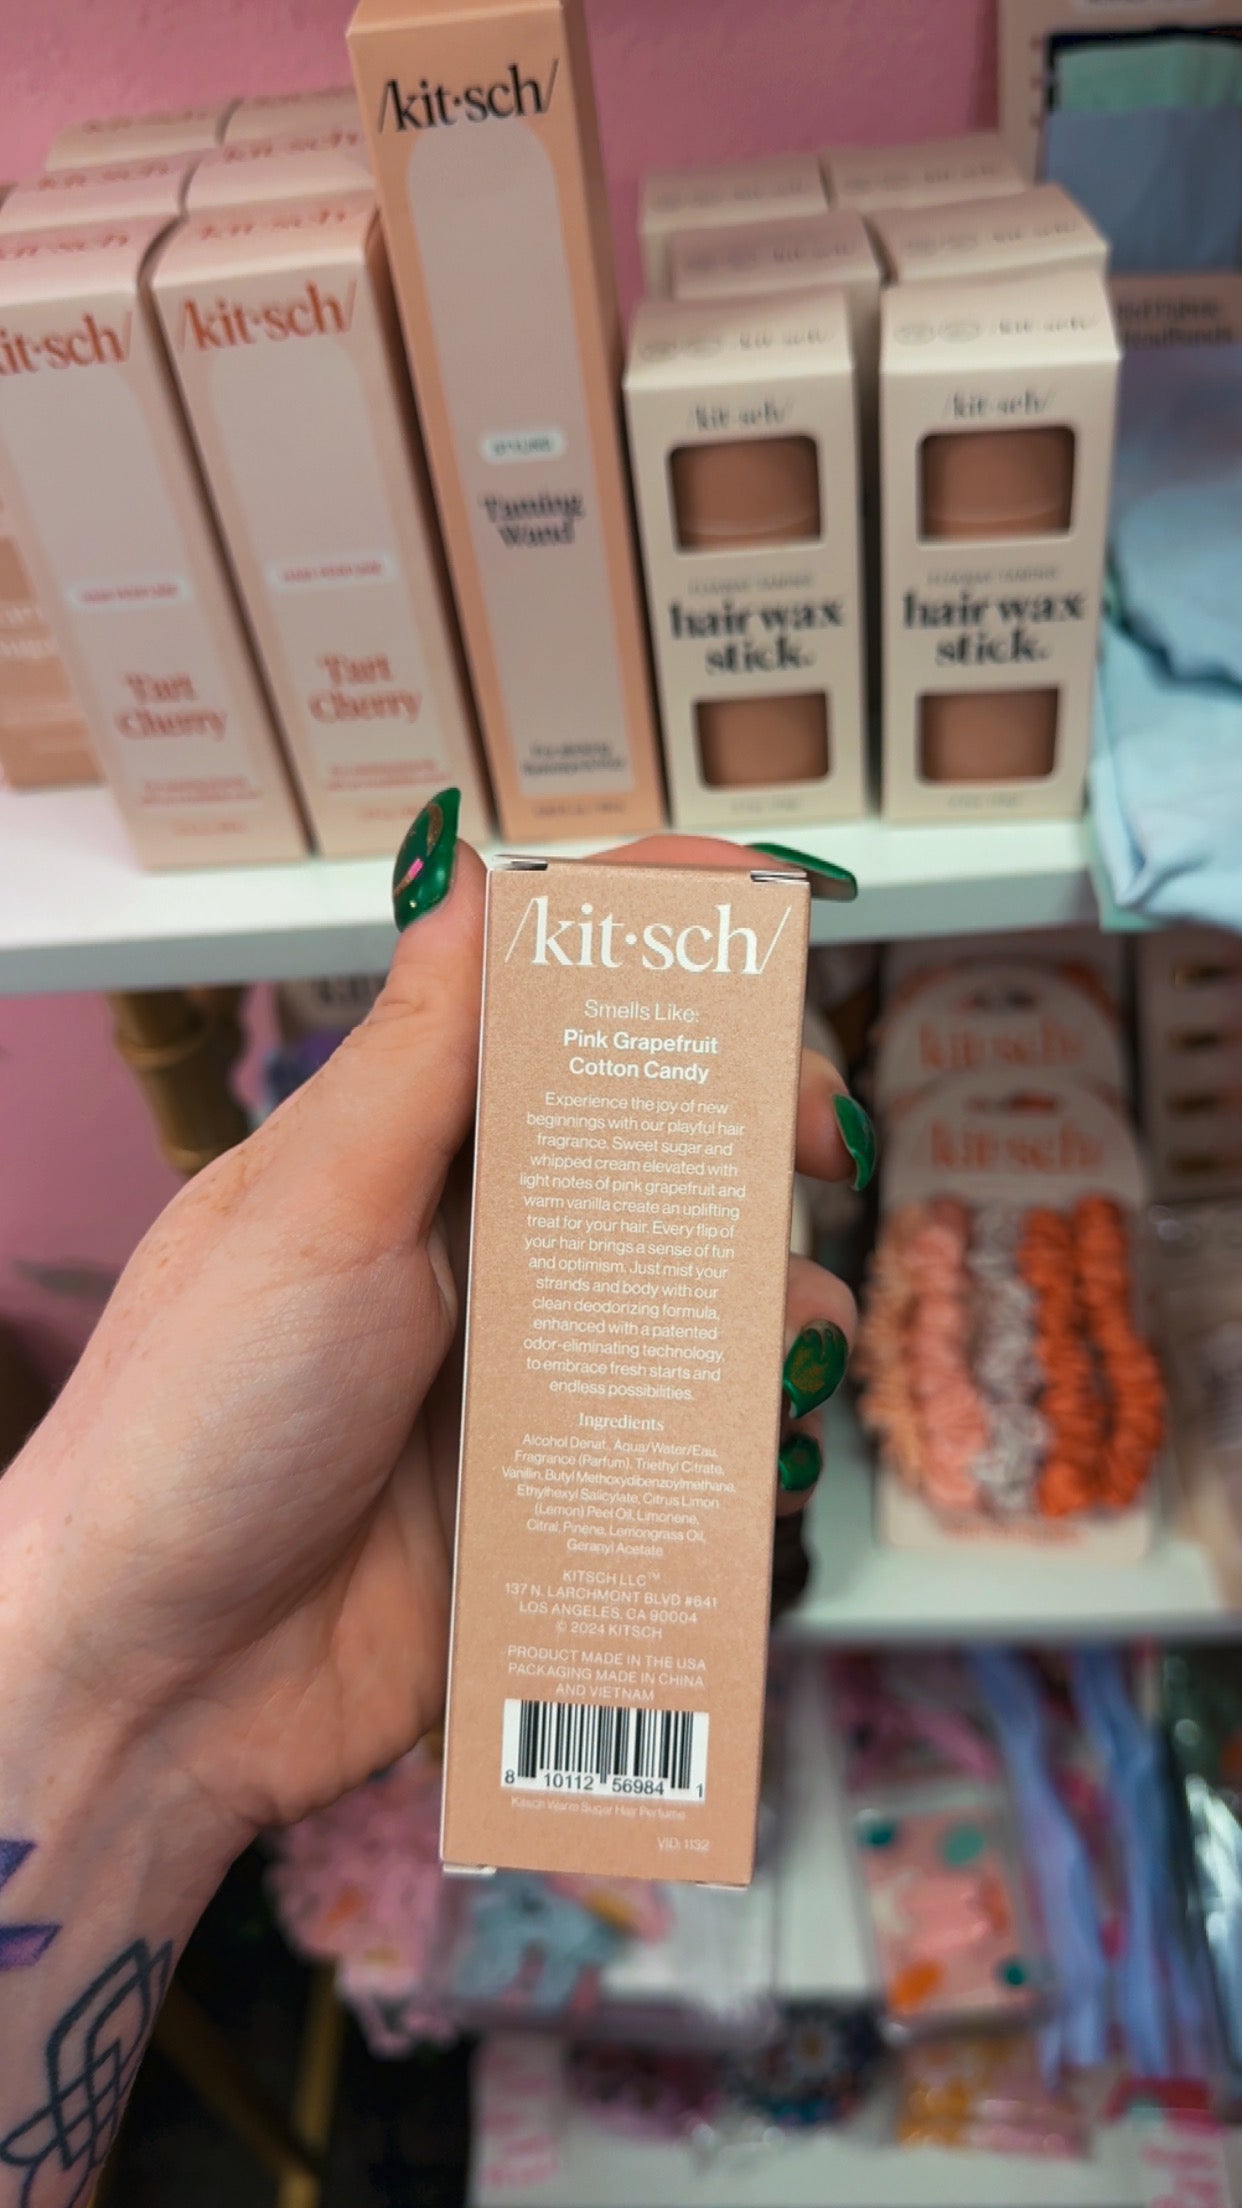 /kit·sch/
/kit·sch/
it·sch/
/kit·sch/
/kit·sch/
Taming
Wand
hair wax
stick.
hair wax
stick.
Tart
Cherry
Tart
Cherry
/kit·sch/
Smells Like:
Pink Grapefruit
Cotton Candy
Experience the joy of new
beginnings with our playful hair
fragrance. Sweet sugar and
whipped cream elevated with
light notes of pink grapefruit and
warm vanilla create an uplifting
treat for your hair. Every flip of
your hair brings a sense of fun
and optimism. Just mist your
strands and body with our
clean deodorizing formula,
enhanced with a patented
odor-eliminating technology,
to embrace fresh starts and
endless possibilities.
Ingredients
Alcohol Denat., Aqua/Water/Eau,
Fragrance (Parfum), Triethyl Citrate,
Vanillin, Butyl Methoxydibenzoylmethane,
Ethylhexyl Salicylate, Citrus Limon
(Lemon) Peel Oil, Limonene,
Citral, Pinene, Lemongrass Oil,
Geranyl Acetate
KITSCH LLC™
137 N. LARCHMONT BLVD #641
LOS ANGELES, CA 90004
© 2024 KITSCH
PRODUCT MADE IN THE USA
PACKAGING MADE IN CHINA
AND VIETNAM
8 10112 56984 1
Kitsch Warm Sugar Hair Perfume
VID: 1132